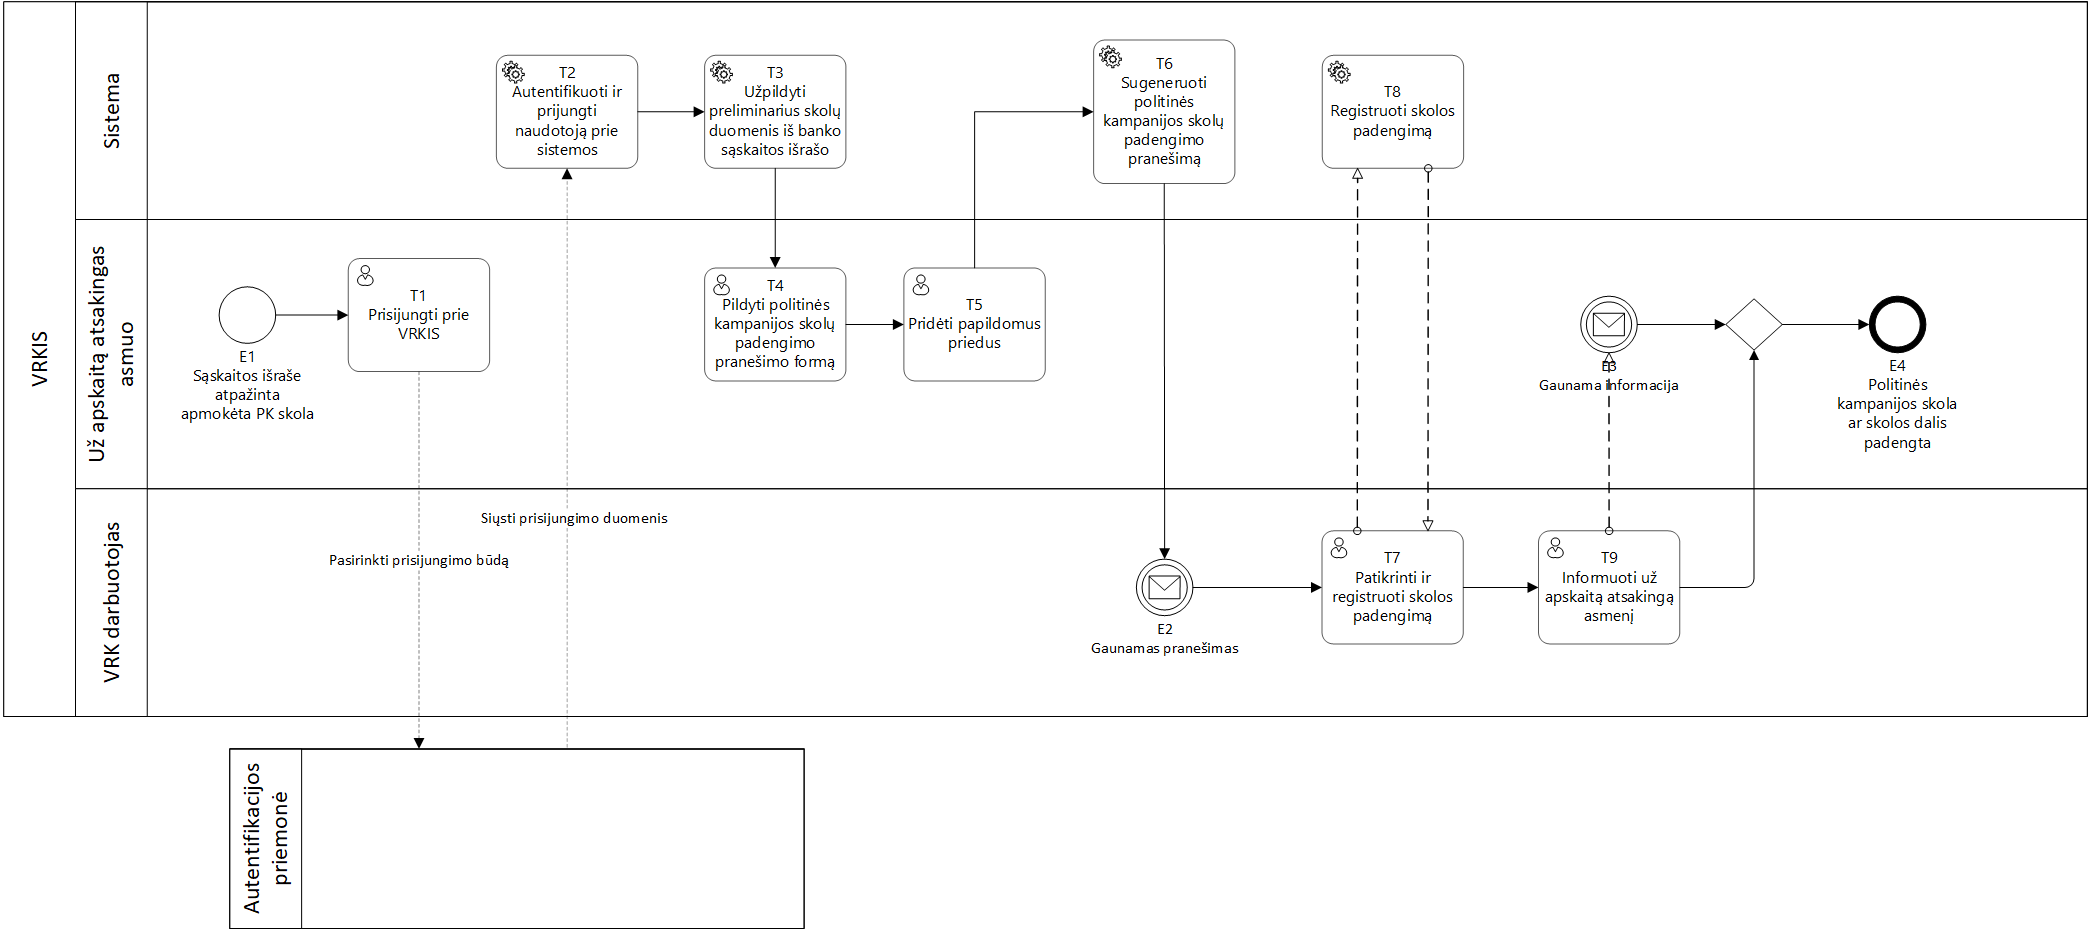 VRKIS
Sistema
T2
Autentifikuoti ir
prijungti
naudotoją prie
sistemos
T3
Užpildyti
preliminarius skolų
duomenis iš banko
sąskaitos išrašo
T6
Sugeneruoti
politinės
kampanijos skolų
padengimo
pranešimą
T8
Registruoti skolos
padengimą
Už apskaitą atsakingas
asmuo
E1
Sąskaitos išraše
atpažinta
apmokėta PK skola
T1
Prisijungti prie
VRKIS
T4
Pildyti politinės
kampanijos skolų
padengimo
pranešimo formą
T5
Pridėti papildomus
priedus
E3
Gaunama informacija
E4
Politinės
kampanijos skola
ar skolos dalis
padengta
VRK darbuotojas
Siųsti prisijungimo duomenis
Pasirinkti prisijungimo būdą
E2
Gaunamas pranešimas
T7
Patikrinti ir
registruoti skolos
padengimą
T9
Informuoti už
apskaitą atsakingą
asmenį
Autentifikacijos
priemonė